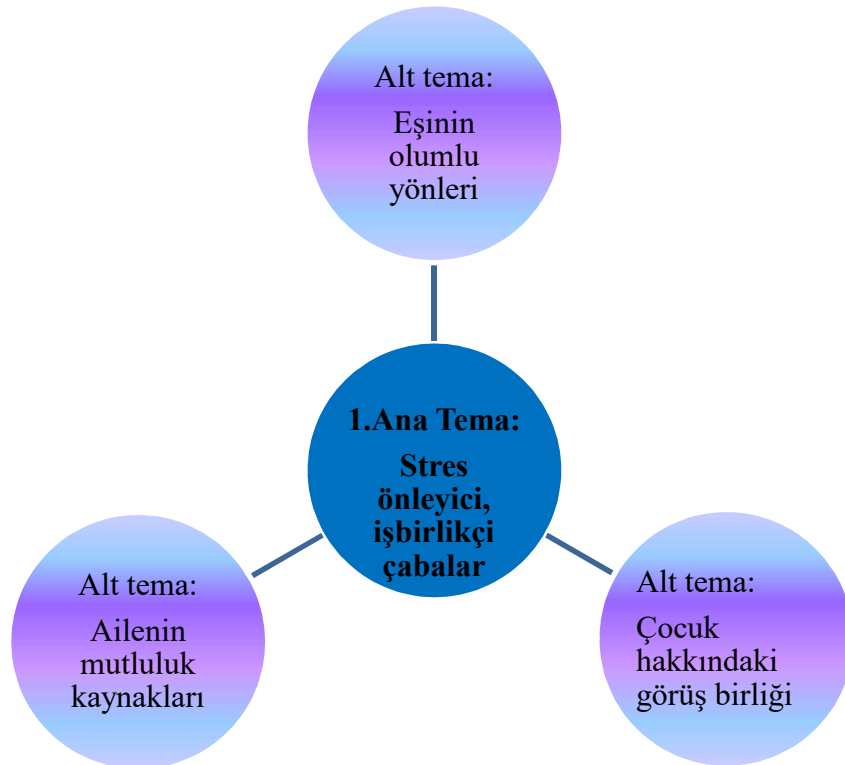 Alt tema:
Eşinin
olumlu
yönleri
1.Ana Tema:
Stres
önleyici,
işbirlikçi
çabalar
Alt tema:
Ailenin
mutluluk
kaynakları
Alt tema:
Çocuk
hakkındaki
görüş birliği